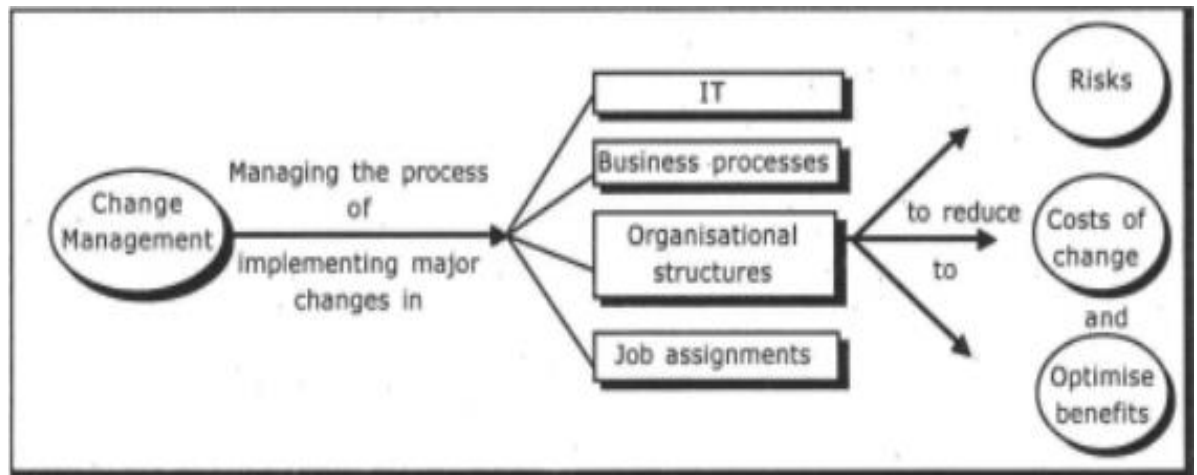 Change
Management
Managing the process
of
implementing major
changes in
IT
Business processes
Organisational
structures
Job assignments
to reduce
to
Risks
Costs of
change
and
Optimise
benefits